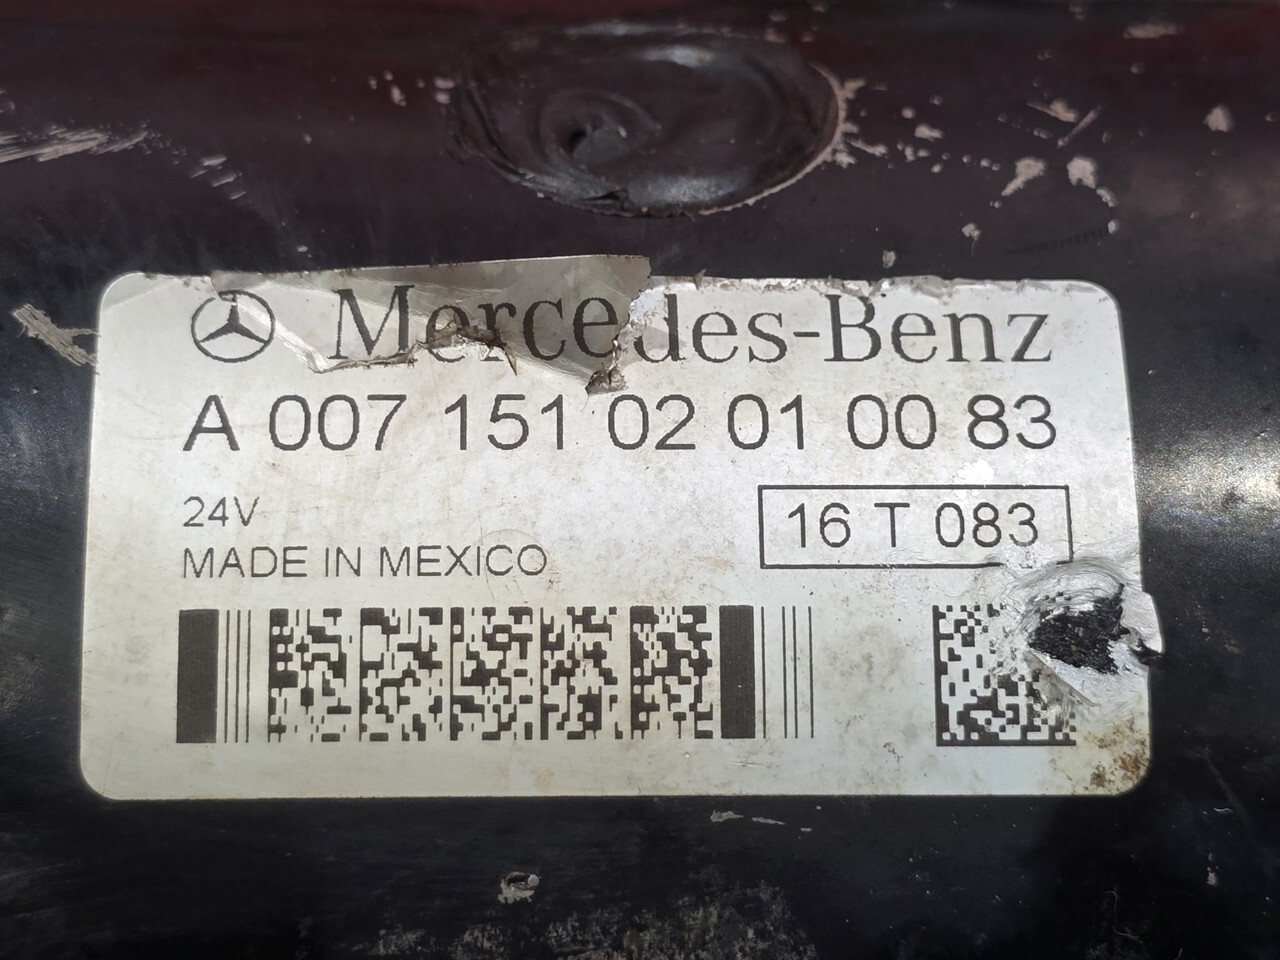 Mercedes-Benz
A 007 151 02 01 00 83
24V
16 T 083
MADE IN MEXICO